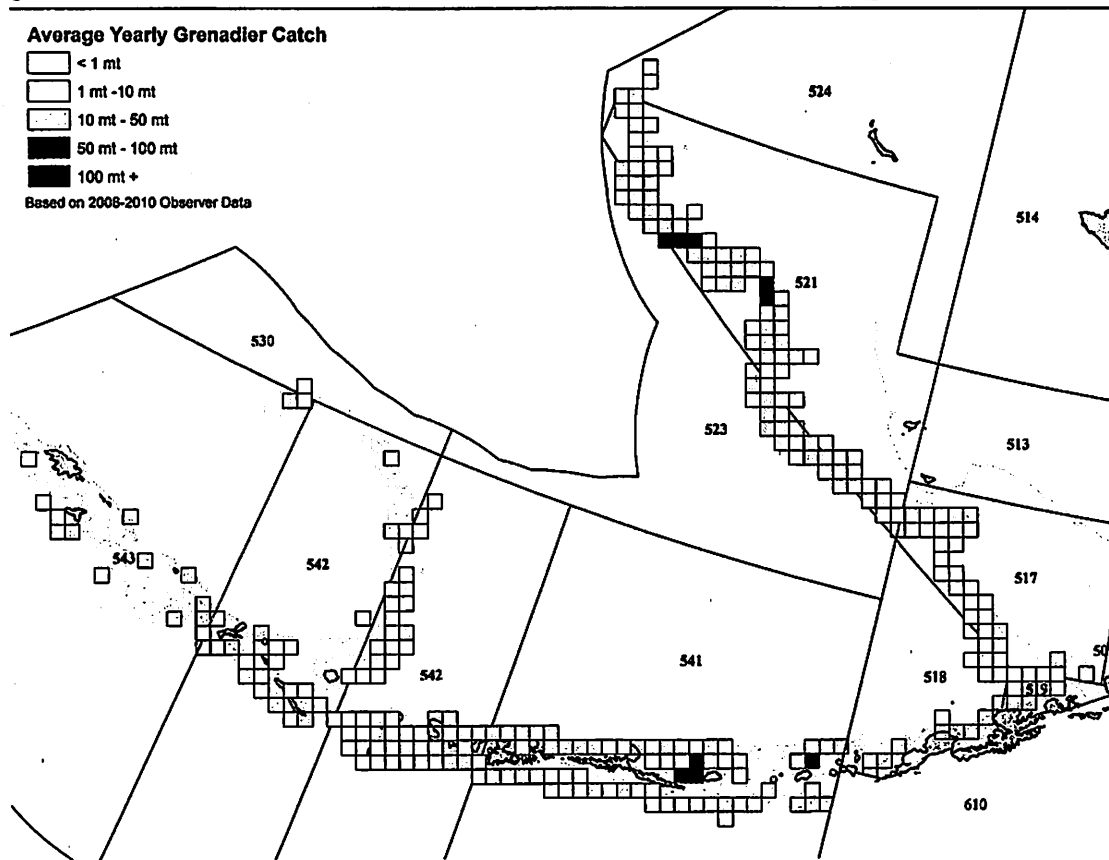 Average Yearly Grenadier Catch
< 1 mt
1 mt -10 mt
10 mt - 50 mt
50 mt - 100 mt
100 mt +
Based on 2008-2010 Observer Data
524
514
521
530
523
513
543
542
517
542
541
518
519
50
610